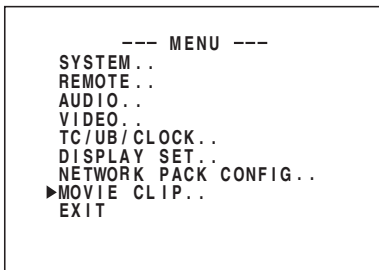 --- MENU ---
SYSTEM..
REMOTE..
AUDIO..
VIDEO..
TC/UB/CLOCK..
DISPLAY SET..
NETWORK PACK CONFIG..
▶MOVIE CLIP..
EXIT